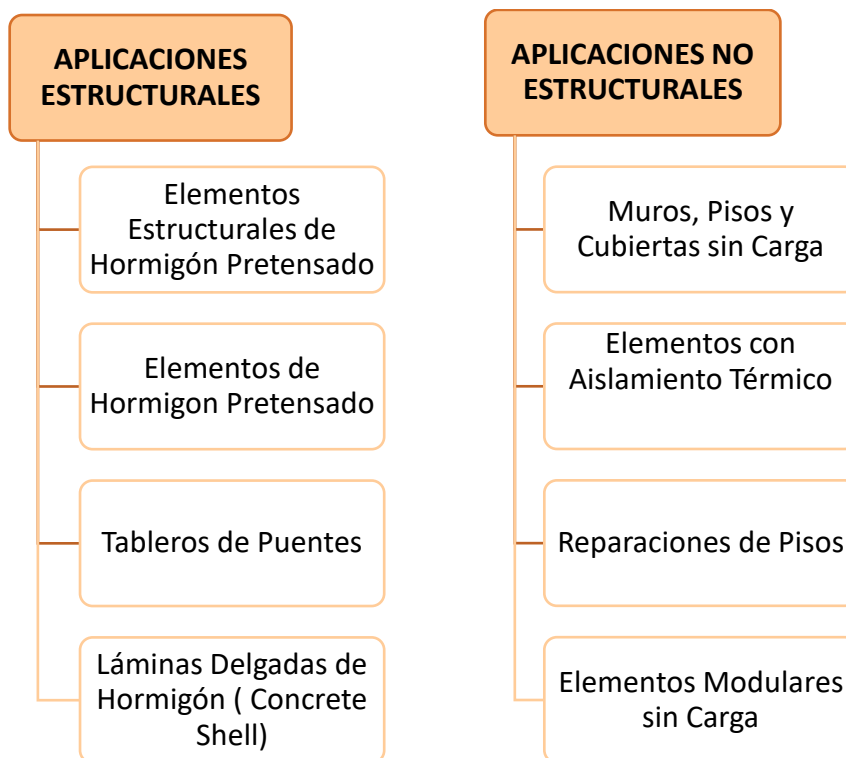 APLICACIONES
ESTRUCTURALES
Elementos
Estructurales de
Hormigón Pretensado
Elementos de
Hormigon Pretensado
Tableros de Puentes
Láminas Delgadas de
Hormigón ( Concrete
Shell)
APLICACIONES NO
ESTRUCTURALES
Muros, Pisos y
Cubiertas sin Carga
Elementos con
Aislamiento Térmico
Reparaciones de Pisos
Elementos Modulares
sin Carga